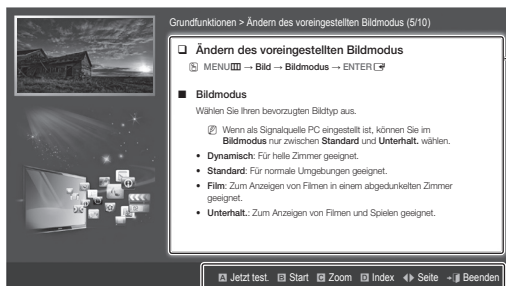 Grundfunktionen > Ändern des voreingestellten Bildmodus (5/10)
❑ Ändern des voreingestellten Bildmodus
MENU → Bild → Bildmodus → ENTER
■ Bildmodus
Wählen Sie Ihren bevorzugten Bildtyp aus.
Wenn als Signalquelle PC eingestellt ist, können Sie im
Bildmodus nur zwischen Standard und Unterhalt. wählen.
• Dynamisch: Für helle Zimmer geeignet.
• Standard: Für normale Umgebungen geeignet.
• Film: Zum Anzeigen von Filmen in einem abgedunkelten Zimmer
geeignet.
• Unterhalt.: Zum Anzeigen von Filmen und Spielen geeignet.
A Jetzt test. B Start C Zoom D Index ◀▶ Seite Beenden